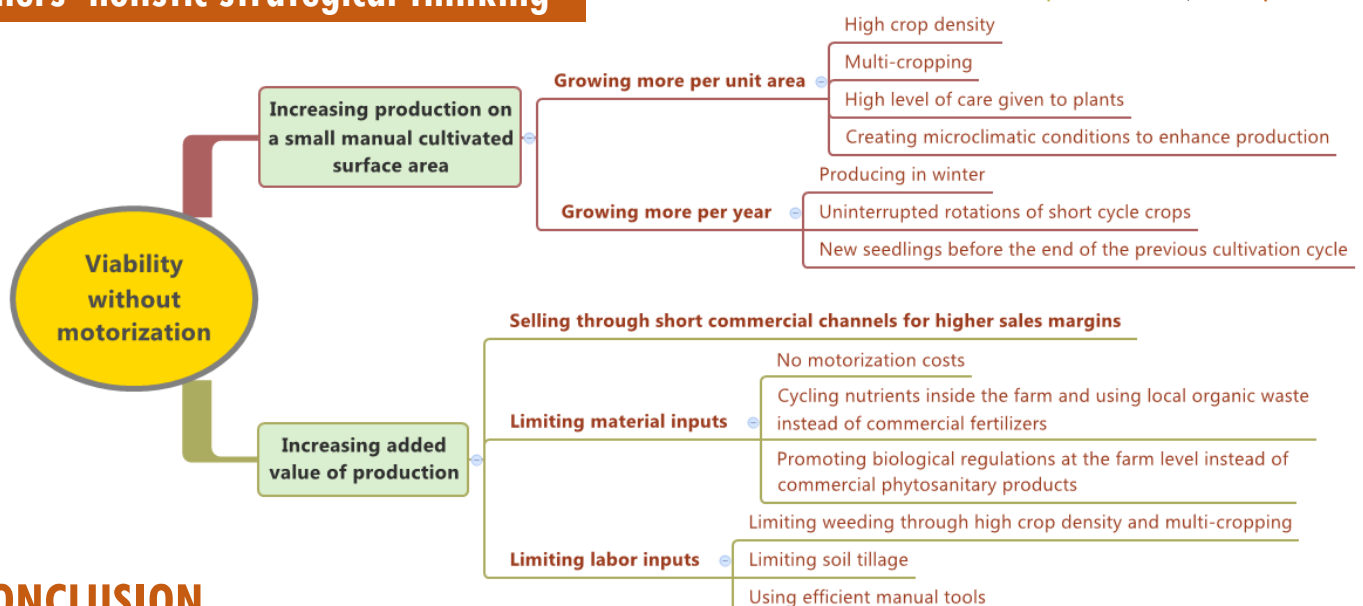 holistic strategical thinking
High crop density
Multi-cropping
Growing more per unit area
High level of care given to plants
Creating microclimatic conditions to enhance production
Increasing production on
a small manual cultivated
surface area
Producing in winter
Growing more per year
Uninterrupted rotations of short cycle crops
New seedlings before the end of the previous cultivation cycle
Viability
without
motorization
Selling through short commercial channels for higher sales margins
No motorization costs
Limiting material inputs
Cycling nutrients inside the farm and using local organic waste
instead of commercial fertilizers
Promoting biological regulations at the farm level instead of
commercial phytosanitary products
Increasing added
value of production
Limiting weeding through high crop density and multi-cropping
Limiting labor inputs
Limiting soil tillage
Using efficient manual tools